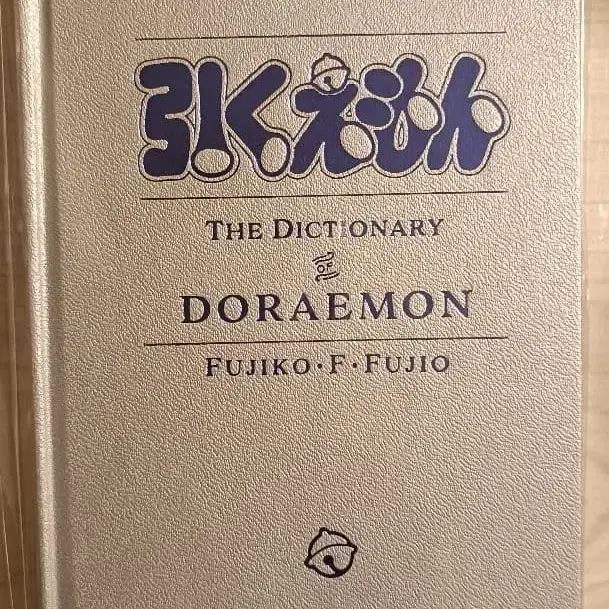 引くえもん
THE DICTIONARY
OF
DORAEMON
FUJIKO・F・FUJIO